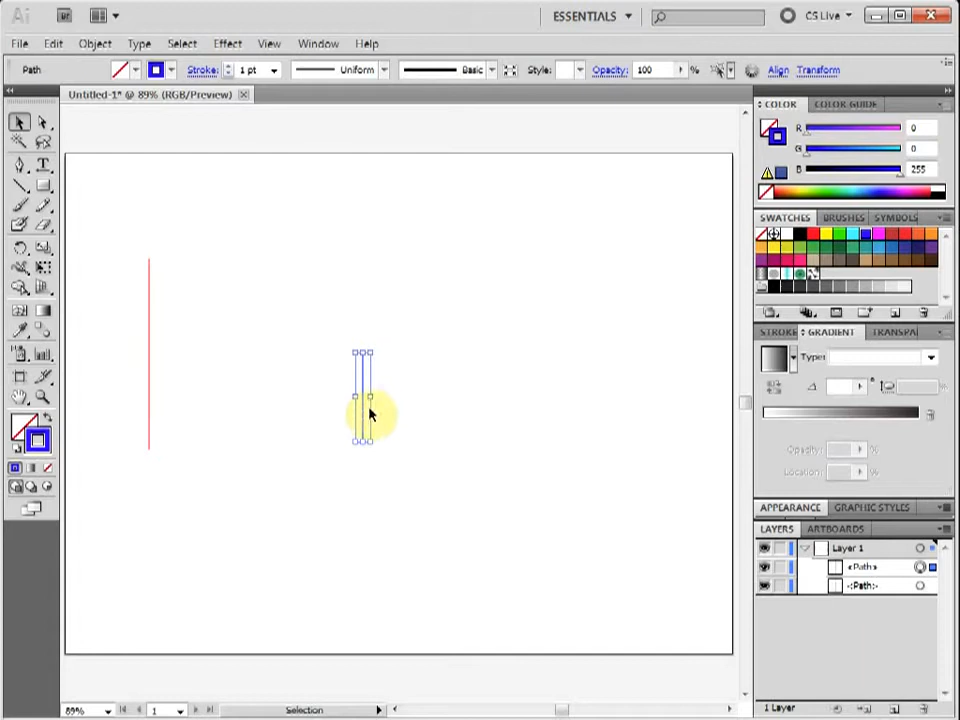 Ai Br ESSENTIALS CS Live
File Edit Object Type Select Effect View Window Help
Path Stroke: 1 pt Uniform Basic Style: Opacity: 100 % Align Transform
Untitled-1* @ 89% (RGB/Preview)
COLOR COLOR GUIDE
R 0
G 0
B 255
SWATCHES BRUSHES SYMBOLS
STROKE GRADIENT TRANSPA
Type:
Opacity: %
Location: %
APPEARANCE GRAPHIC STYLES
LAYERS ARTBOARDS
Layer 1
<Path>
<Path>
1 Layer
89% 1 Selection